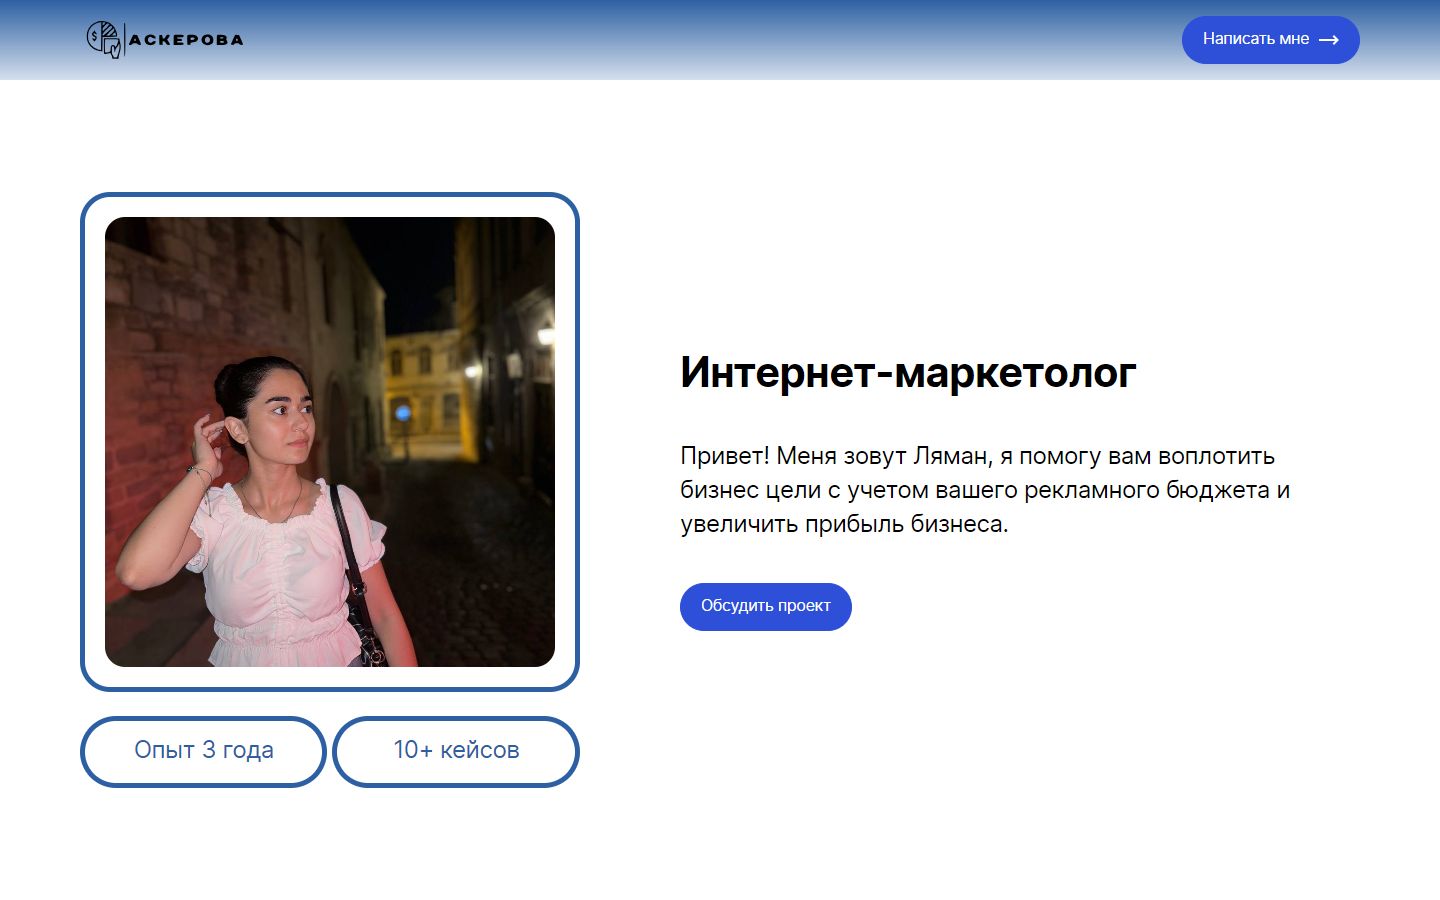 АСКЕРОВА
Написать мне
Интернет-маркетолог
Привет! Меня зовут Ляман, я помогу вам воплотить
бизнес цели с учетом вашего рекламного бюджета и
увеличить прибыль бизнеса.
Обсудить проект
Опыт 3 года
10+ кейсов